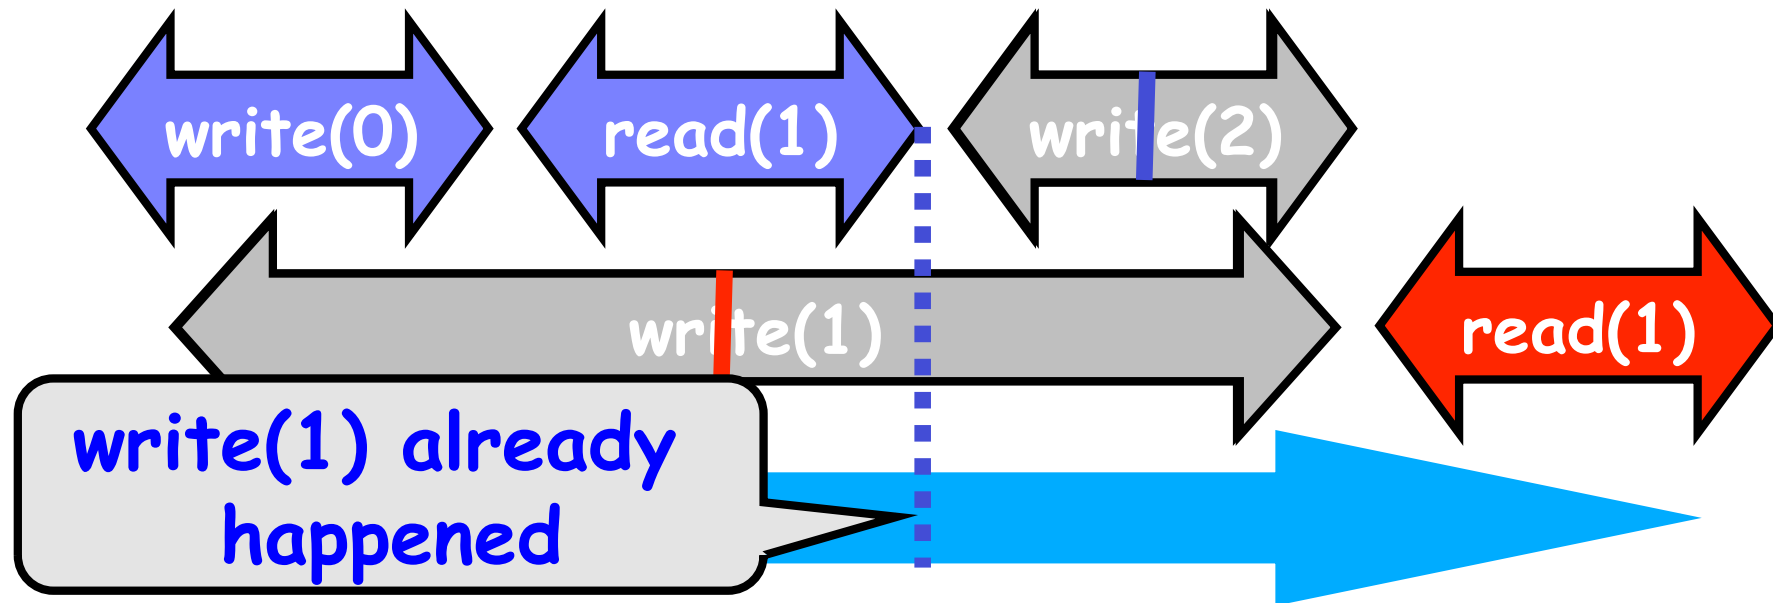 write(0)
read(1)
write(2)
write(1)
read(1)
write(1) already
happened